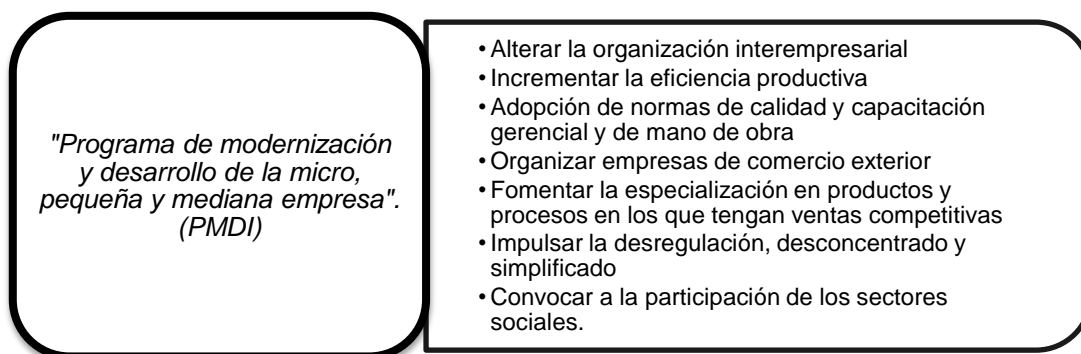 "Programa de modernización
y desarrollo de la micro,
pequeña y mediana empresa".
(PMDI)
• Alterar la organización interempresarial
• Incrementar la eficiencia productiva
• Adopción de normas de calidad y capacitación
gerencial y de mano de obra
• Organizar empresas de comercio exterior
• Fomentar la especialización en productos y
procesos en los que tengan ventas competitivas
• Impulsar la desregulación, desconcentrado y
simplificado
• Convocar a la participación de los sectores
sociales.